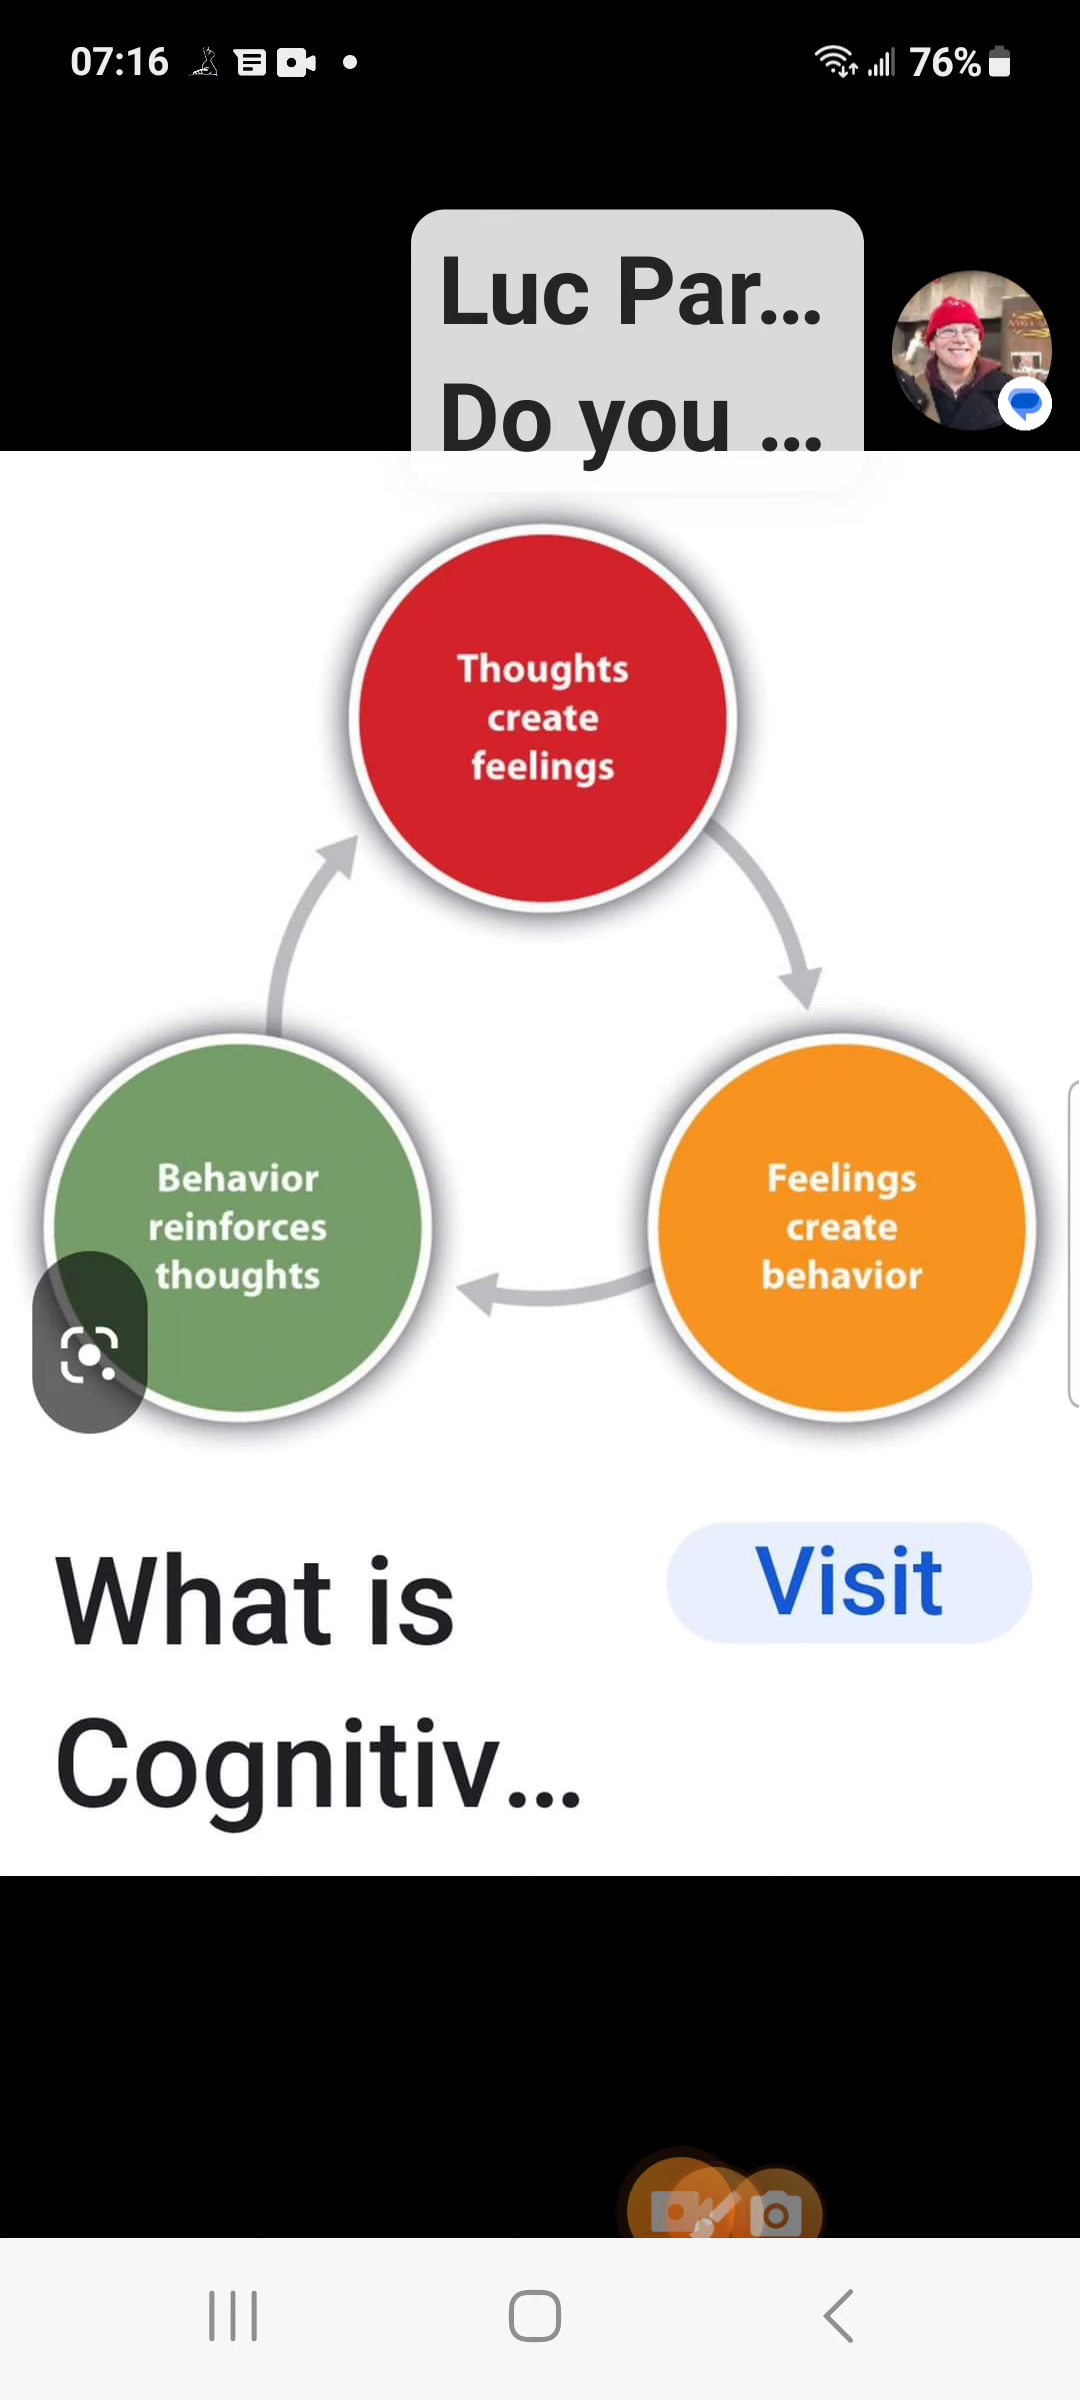 07:16
76%
Luc Par...
Do you ...
Thoughts
create
feelings
Behavior
reinforces
thoughts
Feelings
create
behavior
What is
Cognitiv...
Visit